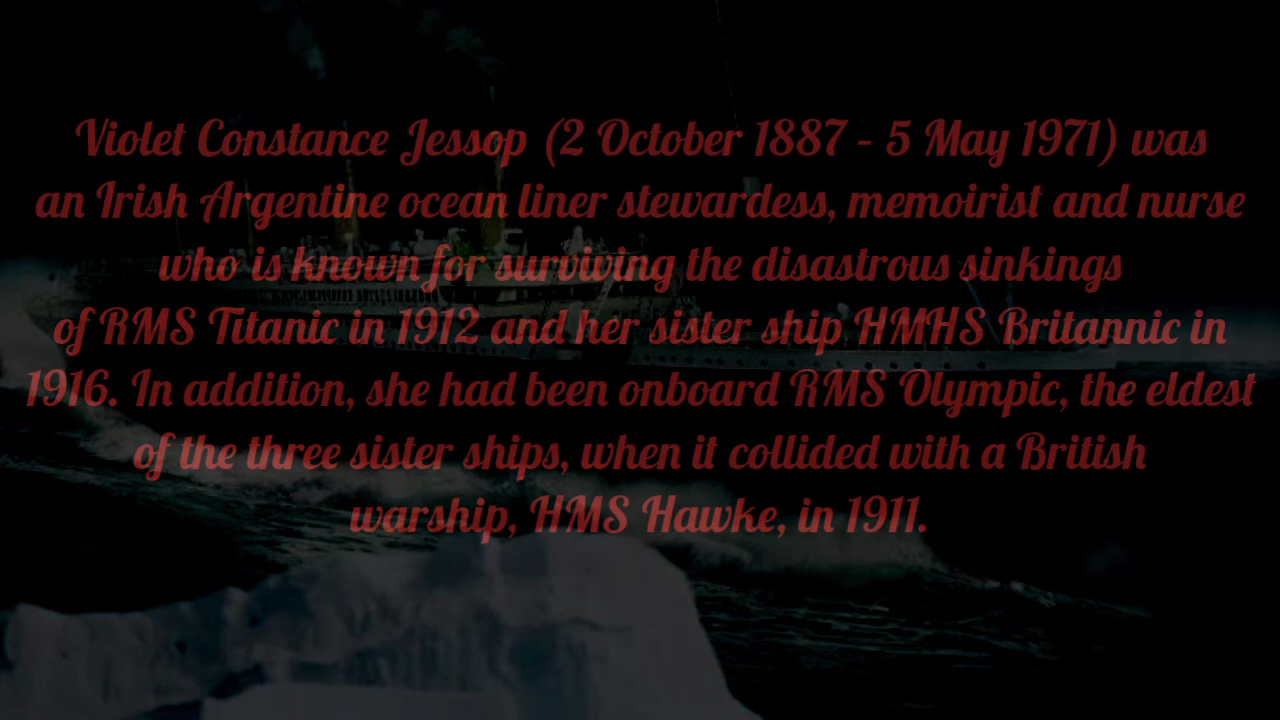 Violet Constance Jessop (2 October 1887 – 5 May 1971) was
an Irish Argentine ocean liner stewardess, memoirist and nurse
who is known for surviving the disastrous sinkings
of RMS Titanic in 1912 and her sister ship HMHS Britannic in
1916. In addition, she had been onboard RMS Olympic, the eldest
of the three sister ships, when it collided with a British
warship, HMS Hawke, in 1911.